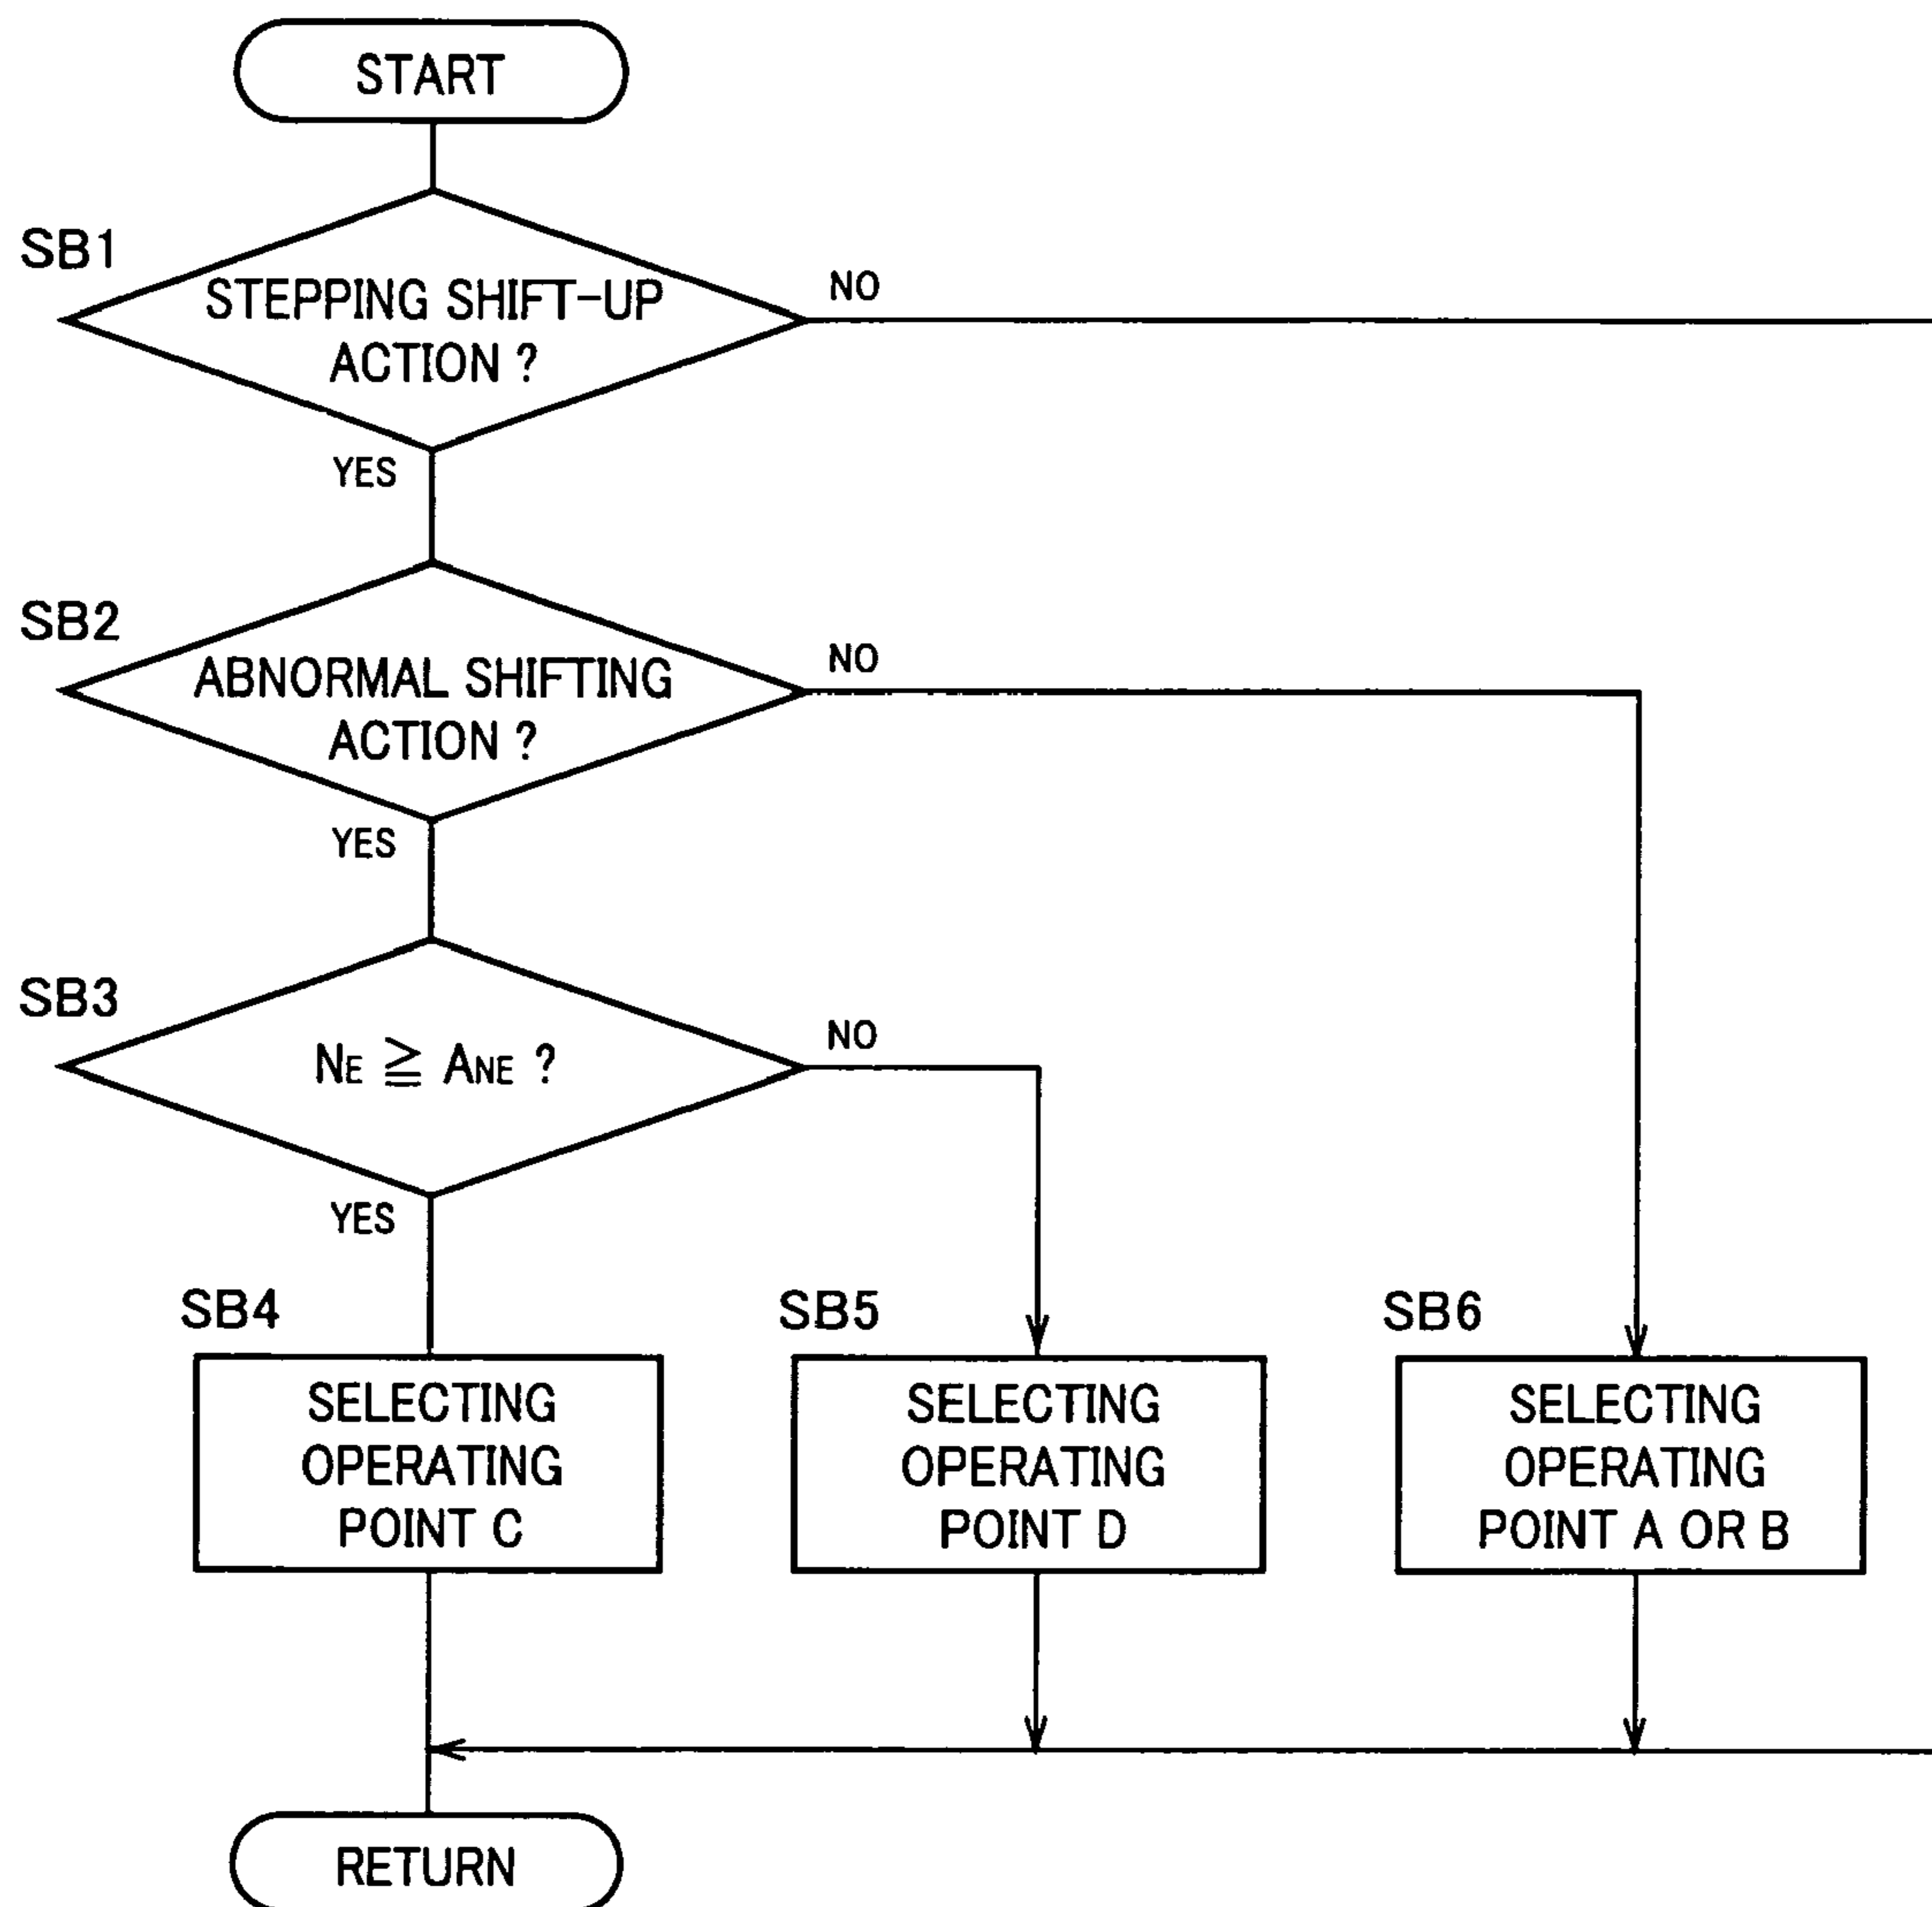 START
SB1
STEPPING SHIFT-UP
ACTION ?
NO
YES
SB2
ABNORMAL SHIFTING
ACTION ?
NO
YES
SB3
NE ≧ ANE ?
NO
YES
SB4
SELECTING
OPERATING
POINT C
SB5
SELECTING
OPERATING
POINT D
SB6
SELECTING
OPERATING
POINT A OR B
RETURN